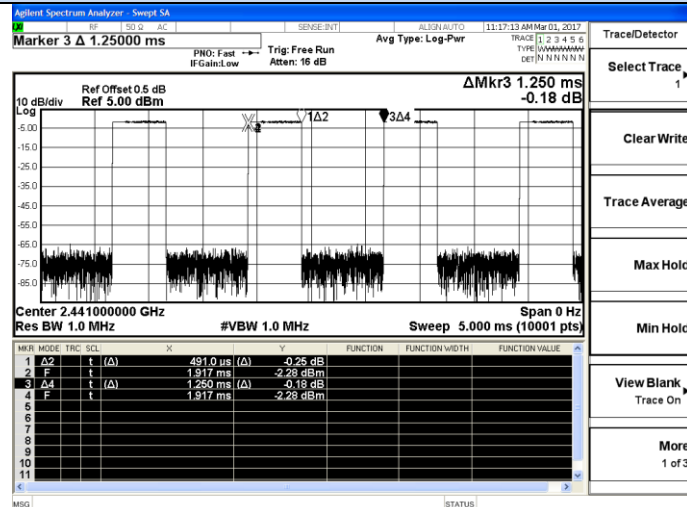 Agilent Spectrum Analyzer - Swept SA
RF 50 Ω AC SENSE:INT ALIGN AUTO 11:17:13 AM Mar 01, 2017
Marker 3 Δ 1.25000 ms
PNO: Fast
IFGain:Low
Trig: Free Run
Atten: 16 dB
Avg Type: Log-Pwr
TRACE 1 2 3 4 5 6
TYPE WWWWWW
DET N N N N N N
Ref Offset 0.5 dB
10 dB/div Ref 5.00 dBm
ΔMkr3 1.250 ms
-0.18 dB
Log
-5.00
-15.0
-25.0
-35.0
-45.0
-55.0
-65.0
-75.0
-85.0
1Δ2
3Δ4
Center 2.441000000 GHz
Span 0 Hz
Res BW 1.0 MHz #VBW 1.0 MHz Sweep 5.000 ms (10001 pts)
MKR MODE TRC SCL X Y FUNCTION FUNCTION WIDTH FUNCTION VALUE
1 Δ2 t (Δ) 491.0 µs (Δ) -0.25 dB
2 F t 1.917 ms -2.28 dBm
3 Δ4 t (Δ) 1.250 ms (Δ) -0.18 dB
4 F t 1.917 ms -2.28 dBm
5
6
7
8
9
10
11
MSG STATUS
Trace/Detector
Select Trace
1
Clear Write
Trace Average
Max Hold
Min Hold
View Blank
Trace On
More
1 of 3